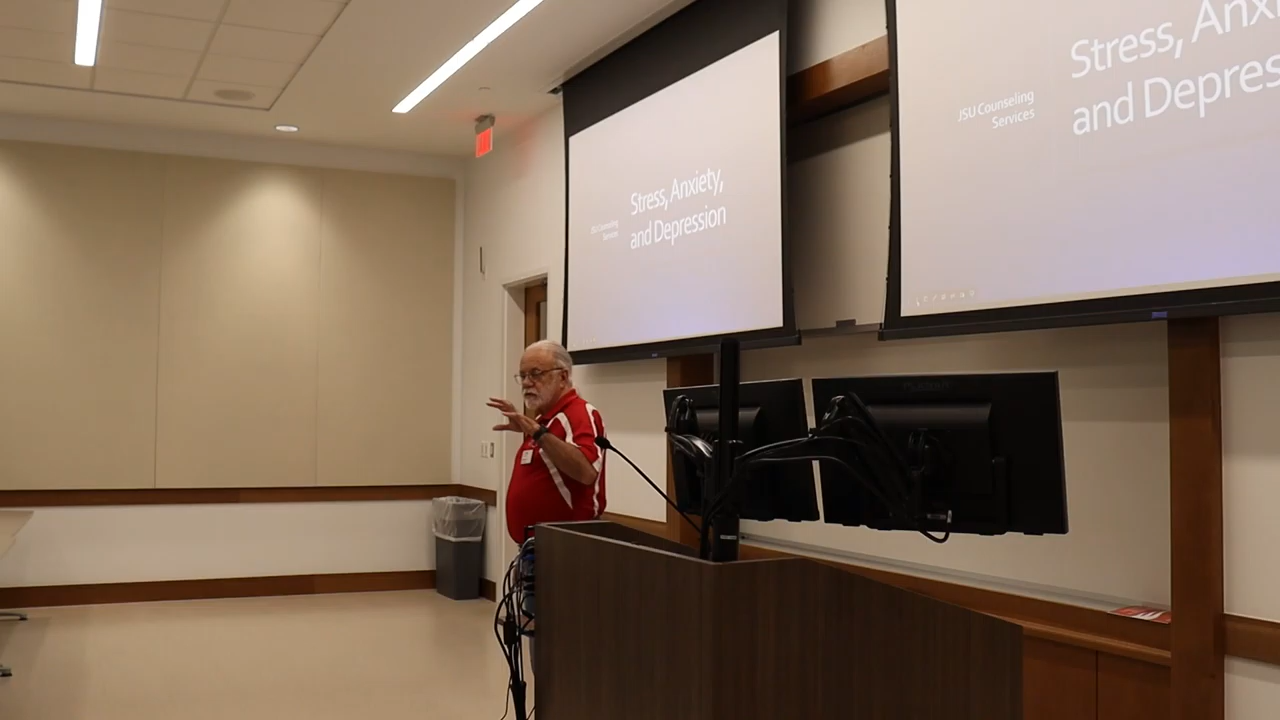 JSU Counseling
Services
Stress, Anxiety,
and Depression
JSU Counseling
Services
Stress, Anx
and Depres